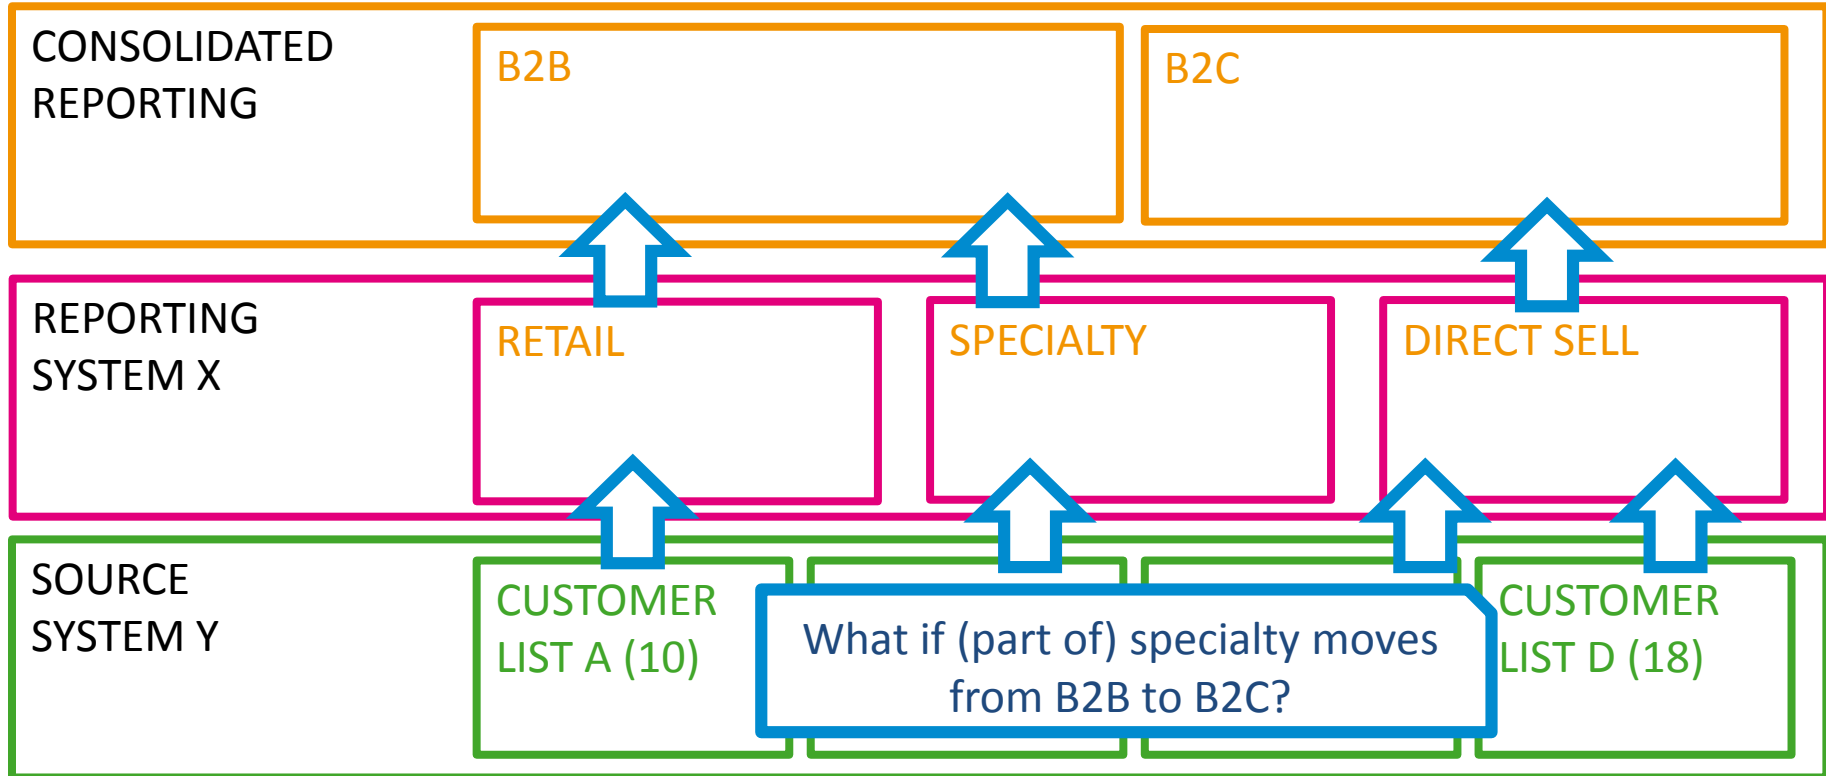 CONSOLIDATED
REPORTING
B2B
B2C
REPORTING
SYSTEM X
RETAIL
SPECIALTY
DIRECT SELL
SOURCE
SYSTEM Y
CUSTOMER
LIST A (10)
What if (part of) specialty moves
from B2B to B2C?
CUSTOMER
LIST D (18)